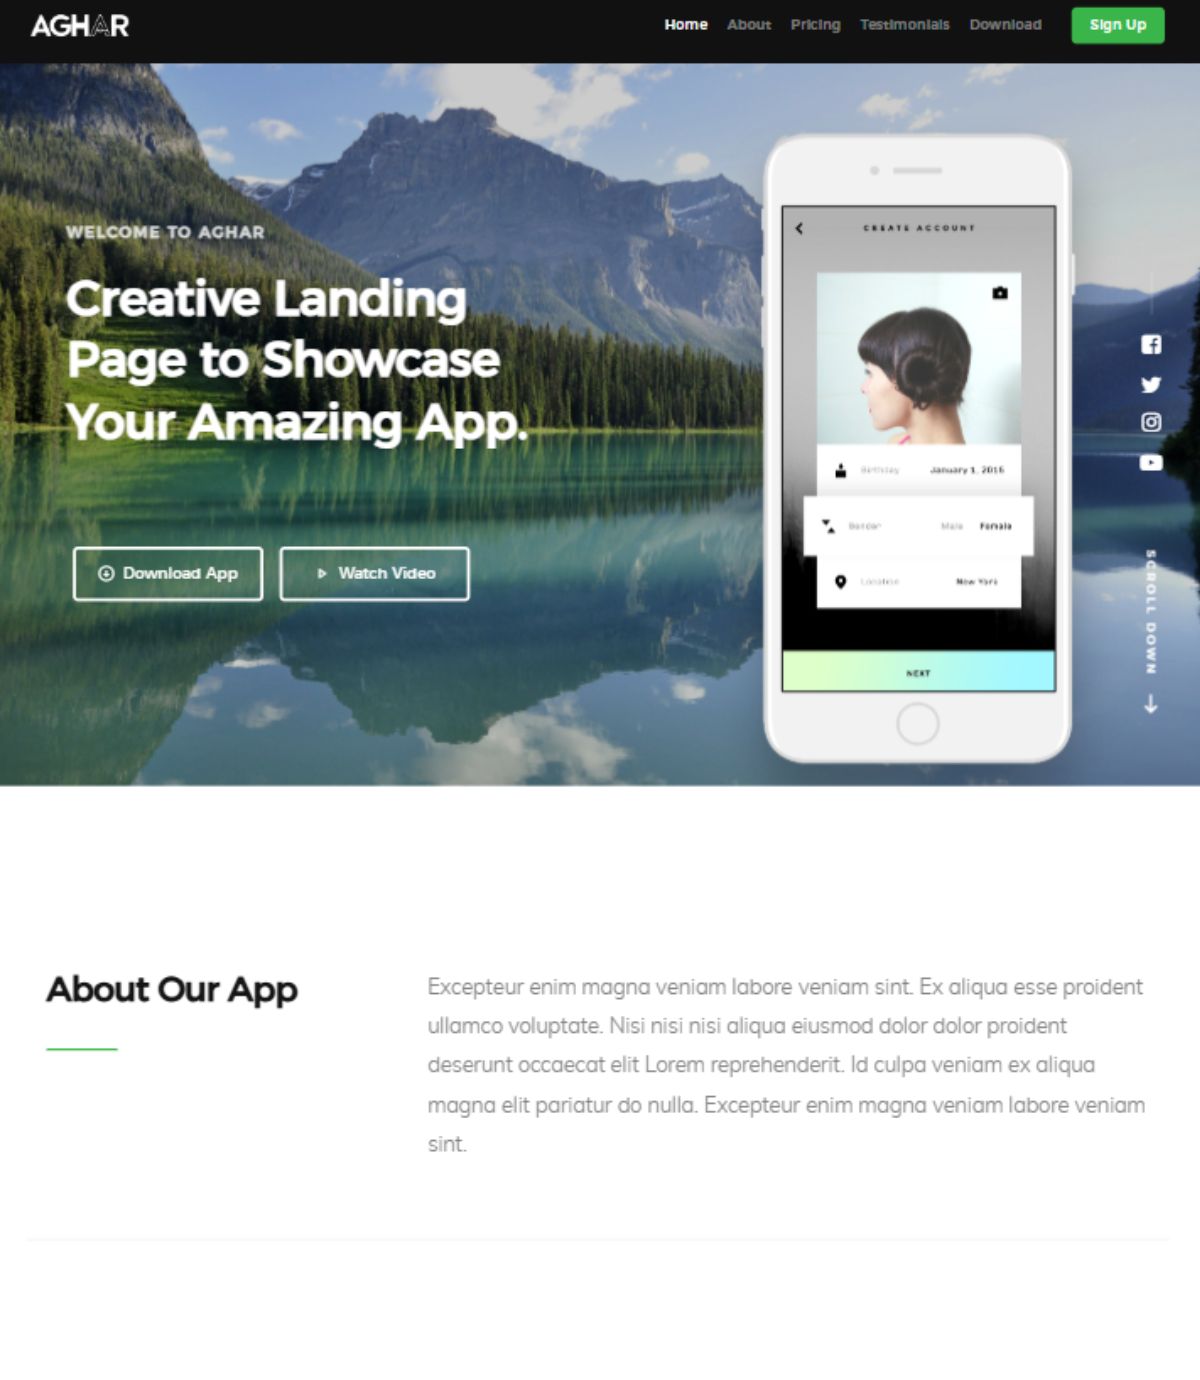 AGHAR
Home About Pricing Testimonials Download Sign Up
WELCOME TO AGHAR
Creative Landing
Page to Showcase
Your Amazing App.
Download App Watch Video
CREATE ACCOUNT
Birthday January 1, 2016
Gender Male Female
Location New York
NEXT
SCROLL DOWN
About Our App
Excepteur enim magna veniam labore veniam sint. Ex aliqua esse proident
ullamco voluptate. Nisi nisi nisi aliqua eiusmod dolor dolor proident
deserunt occaecat elit Lorem reprehenderit. Id culpa veniam ex aliqua
magna elit pariatur do nulla. Excepteur enim magna veniam labore veniam
sint.